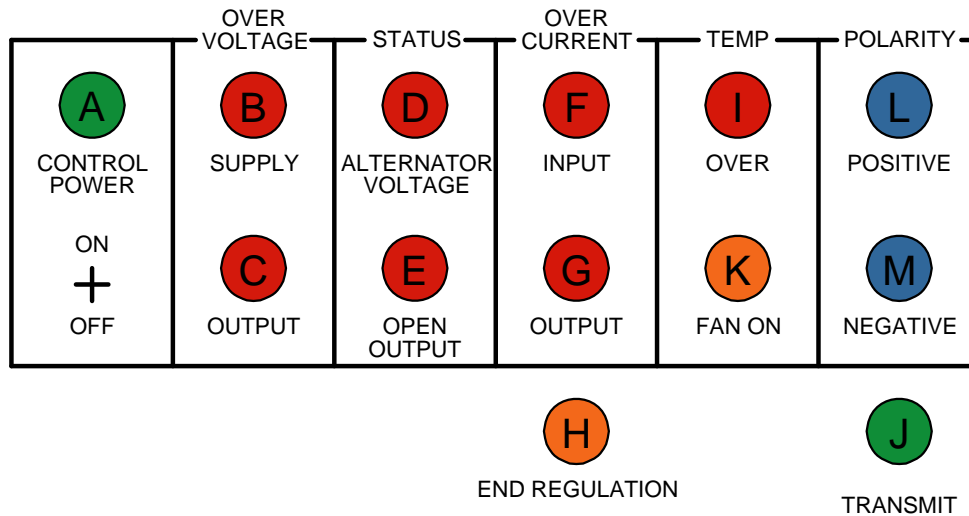 OVER
VOLTAGE
STATUS
OVER
CURRENT
TEMP
POLARITY
A
B
D
F
I
L
CONTROL
POWER
SUPPLY
ALTERNATOR
VOLTAGE
INPUT
OVER
POSITIVE
ON
OFF
C
E
G
K
M
OUTPUT
OPEN
OUTPUT
OUTPUT
FAN ON
NEGATIVE
H
J
END REGULATION
TRANSMIT